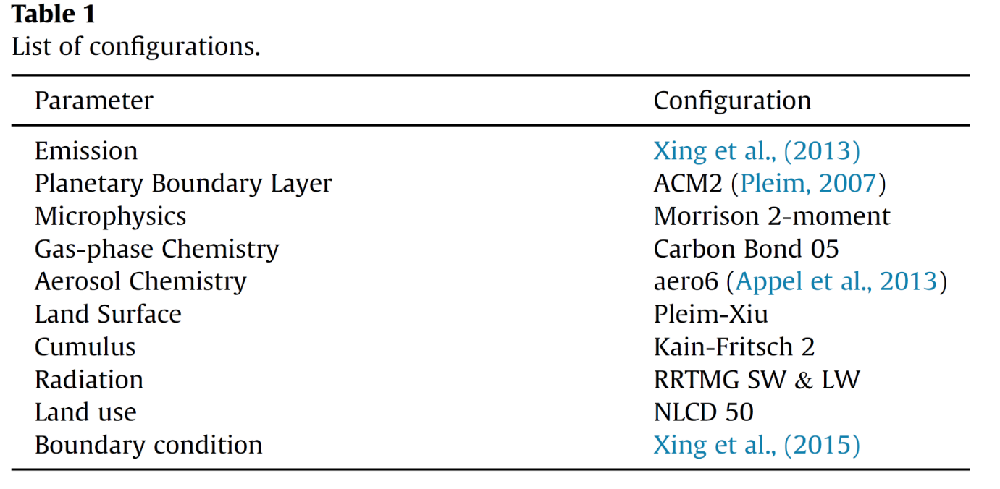 Table 1
List of configurations.
Parameter Configuration
Emission Xing et al., (2013)
Planetary Boundary Layer ACM2 (Pleim, 2007)
Microphysics Morrison 2-moment
Gas-phase Chemistry Carbon Bond 05
Aerosol Chemistry aero6 (Appel et al., 2013)
Land Surface Pleim-Xiu
Cumulus Kain-Fritsch 2
Radiation RRTMG SW & LW
Land use NLCD 50
Boundary condition Xing et al., (2015)